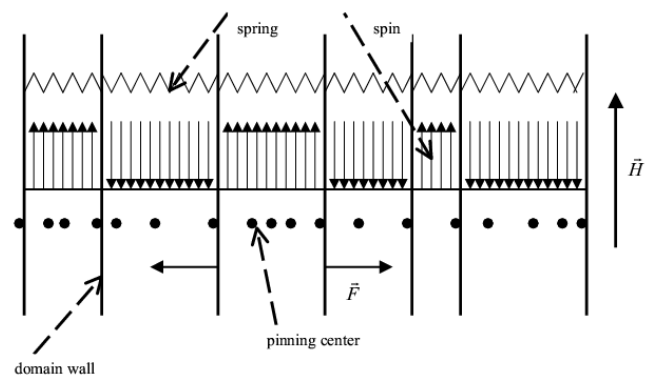 spring
spin
H
F
pinning center
domain wall